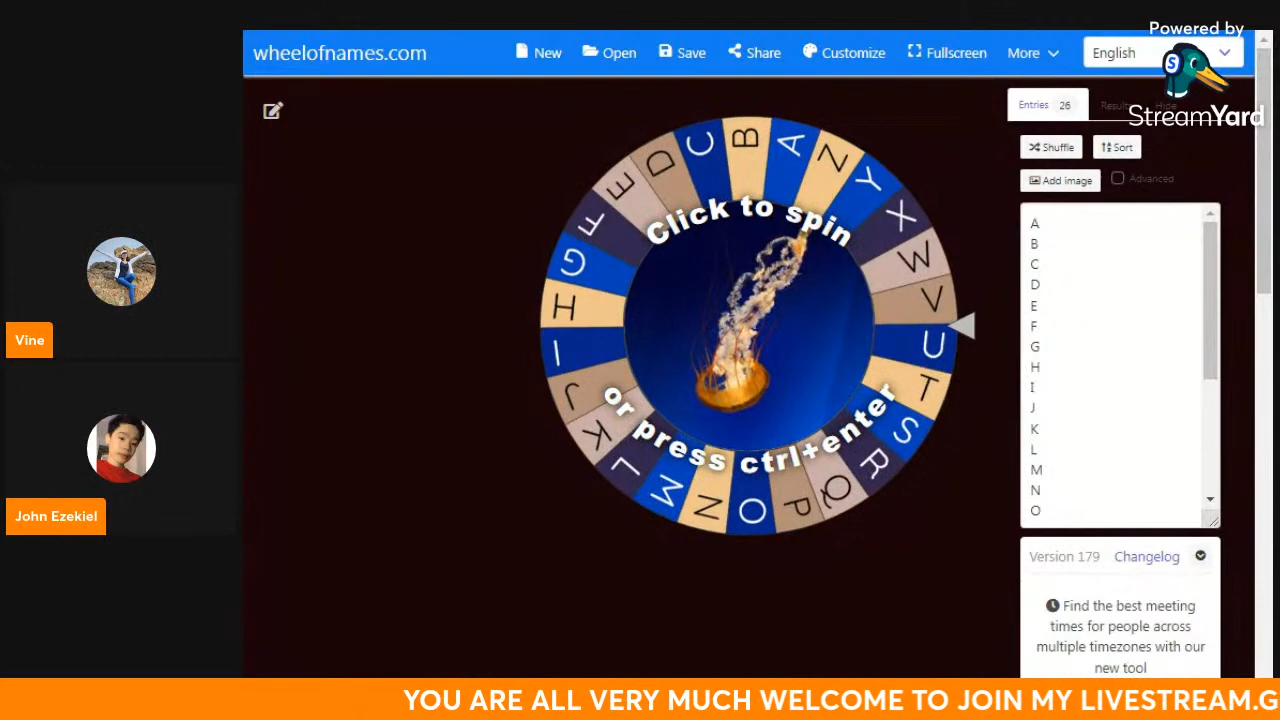 Powered by
StreamYard
wheelofnames.com
New
Open
Save
Share
Customize
Fullscreen
More
English
Entries 26
Results
Hide
Shuffle
Sort
Add image
Advanced
A
B
C
D
E
F
G
H
I
J
K
L
M
N
O
Click to spin
or press ctrl+enter
A
Z
Y
X
W
V
U
T
S
R
Q
P
O
N
M
L
K
J
I
H
G
F
E
D
C
B
Vine
John Ezekiel
Version 179 Changelog
Find the best meeting
times for people across
multiple timezones with our
new tool
YOU ARE ALL VERY MUCH WELCOME TO JOIN MY LIVESTREAM.G